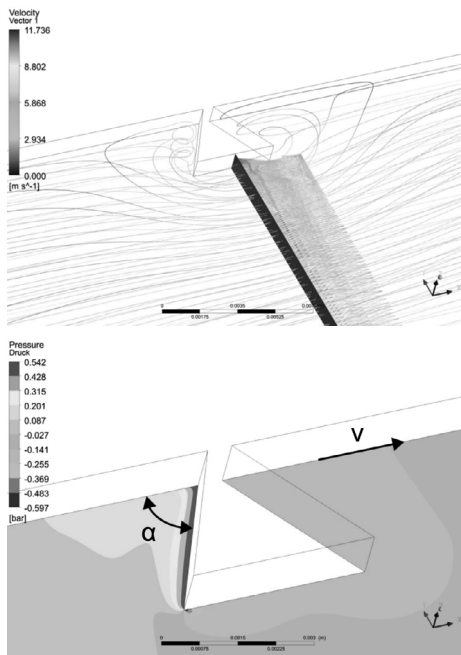 Velocity
Vector 1
11.736
8.802
5.868
2.934
0.000
[m s^-1]
0
0.0035
0.00175
0.00525
Pressure
Druck
0.542
0.428
0.315
0.201
0.087
-0.027
-0.141
-0.255
-0.369
-0.483
-0.597
[bar]
v
α
0
0.0015
0.003 (m)
0.00075
0.00225